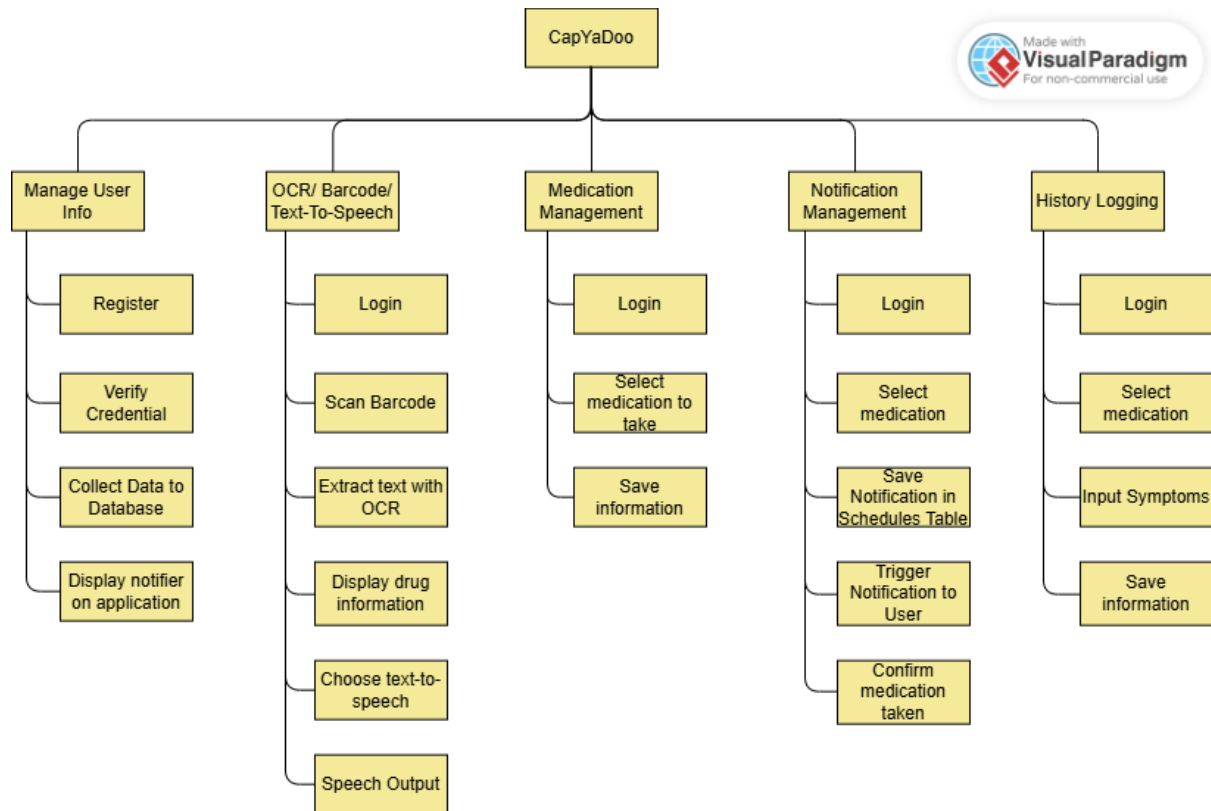 CapYaDoo
Made with
VisualParadigm
For non-commercial use
Manage User
Info
OCR/ Barcode/
Text-To-Speech
Medication
Management
Notification
Management
History Logging
Register
Verify
Credential
Collect Data to
Database
Display notifier
on application
Login
Scan Barcode
Extract text with
OCR
Display drug
information
Choose text-to-
speech
Speech Output
Login
Select
medication to
take
Save
information
Login
Select
medication
Save
Notification in
Schedules Table
Trigger
Notification to
User
Confirm
medication
taken
Login
Select
medication
Input Symptoms
Save
information